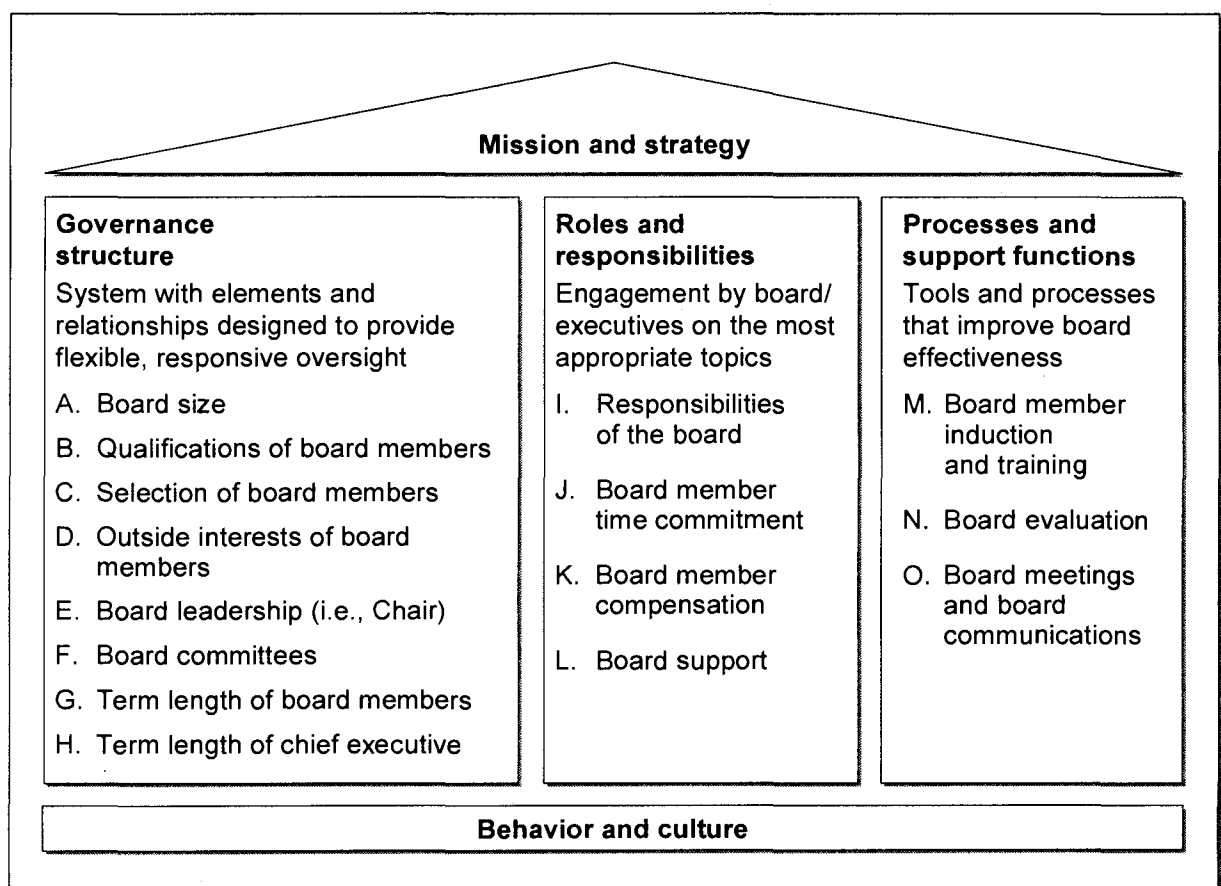 Mission and strategy
Governance
structure
System with elements and
relationships designed to provide
flexible, responsive oversight
A. Board size
B. Qualifications of board members
C. Selection of board members
D. Outside interests of board
members
E. Board leadership (i.e., Chair)
F. Board committees
G. Term length of board members
H. Term length of chief executive
Roles and
responsibilities
Engagement by board/
executives on the most
appropriate topics
I. Responsibilities
of the board
J. Board member
time commitment
K. Board member
compensation
L. Board support
Processes and
support functions
Tools and processes
that improve board
effectiveness
M. Board member
induction
and training
N. Board evaluation
O. Board meetings
and board
communications
Behavior and culture